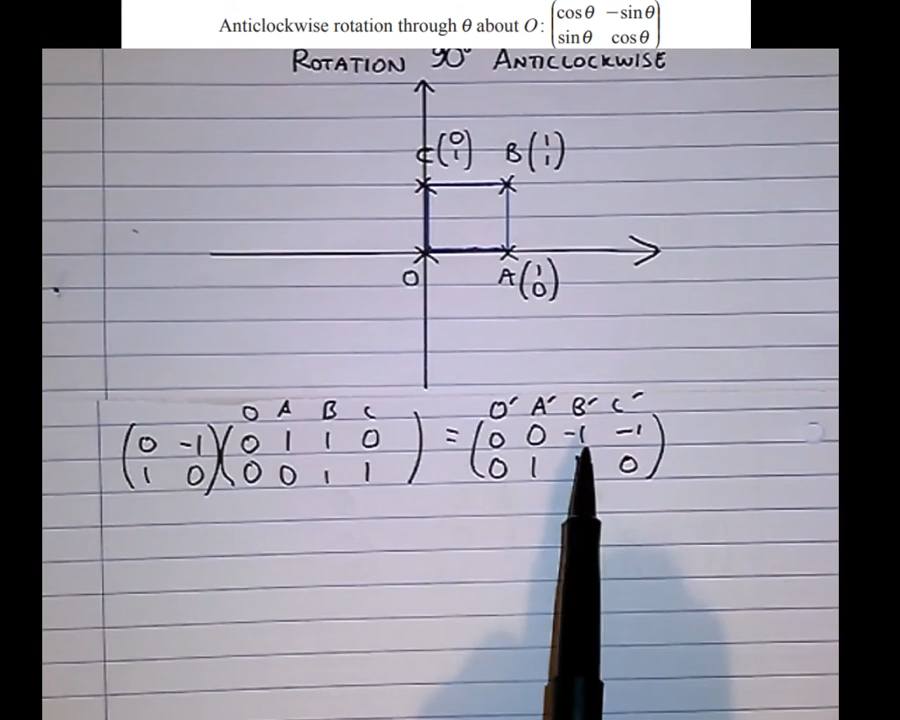 Anticlockwise rotation through θ about O: (cos θ −sin θ
sin θ cos θ)
ROTATION 90° ANTICLOCKWISE
C(0 1) B(1 1)
O A(1 0)
O A B C O′ A′ B′ C′
(0 -1)(0 1 1 0) = (0 0 -1 -1)
(1 0)(0 0 1 1) (0 1 0)